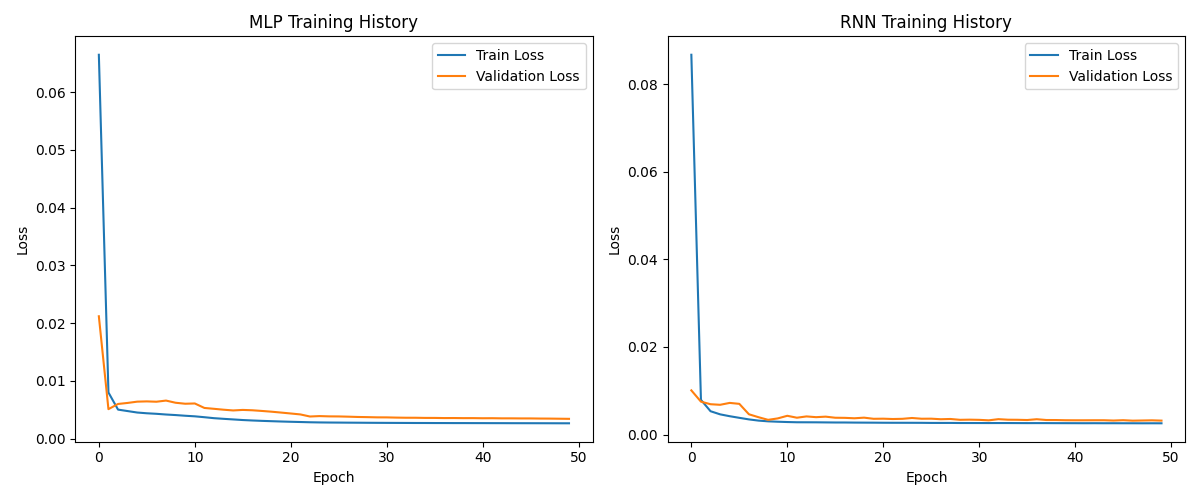 MLP Training History
Train Loss
Validation Loss
0.06
0.05
0.04
0.03
0.02
0.01
0.00
Loss
0 10 20 30 40 50
Epoch
RNN Training History
Train Loss
Validation Loss
0.08
0.06
0.04
0.02
0.00
Loss
0 10 20 30 40 50
Epoch